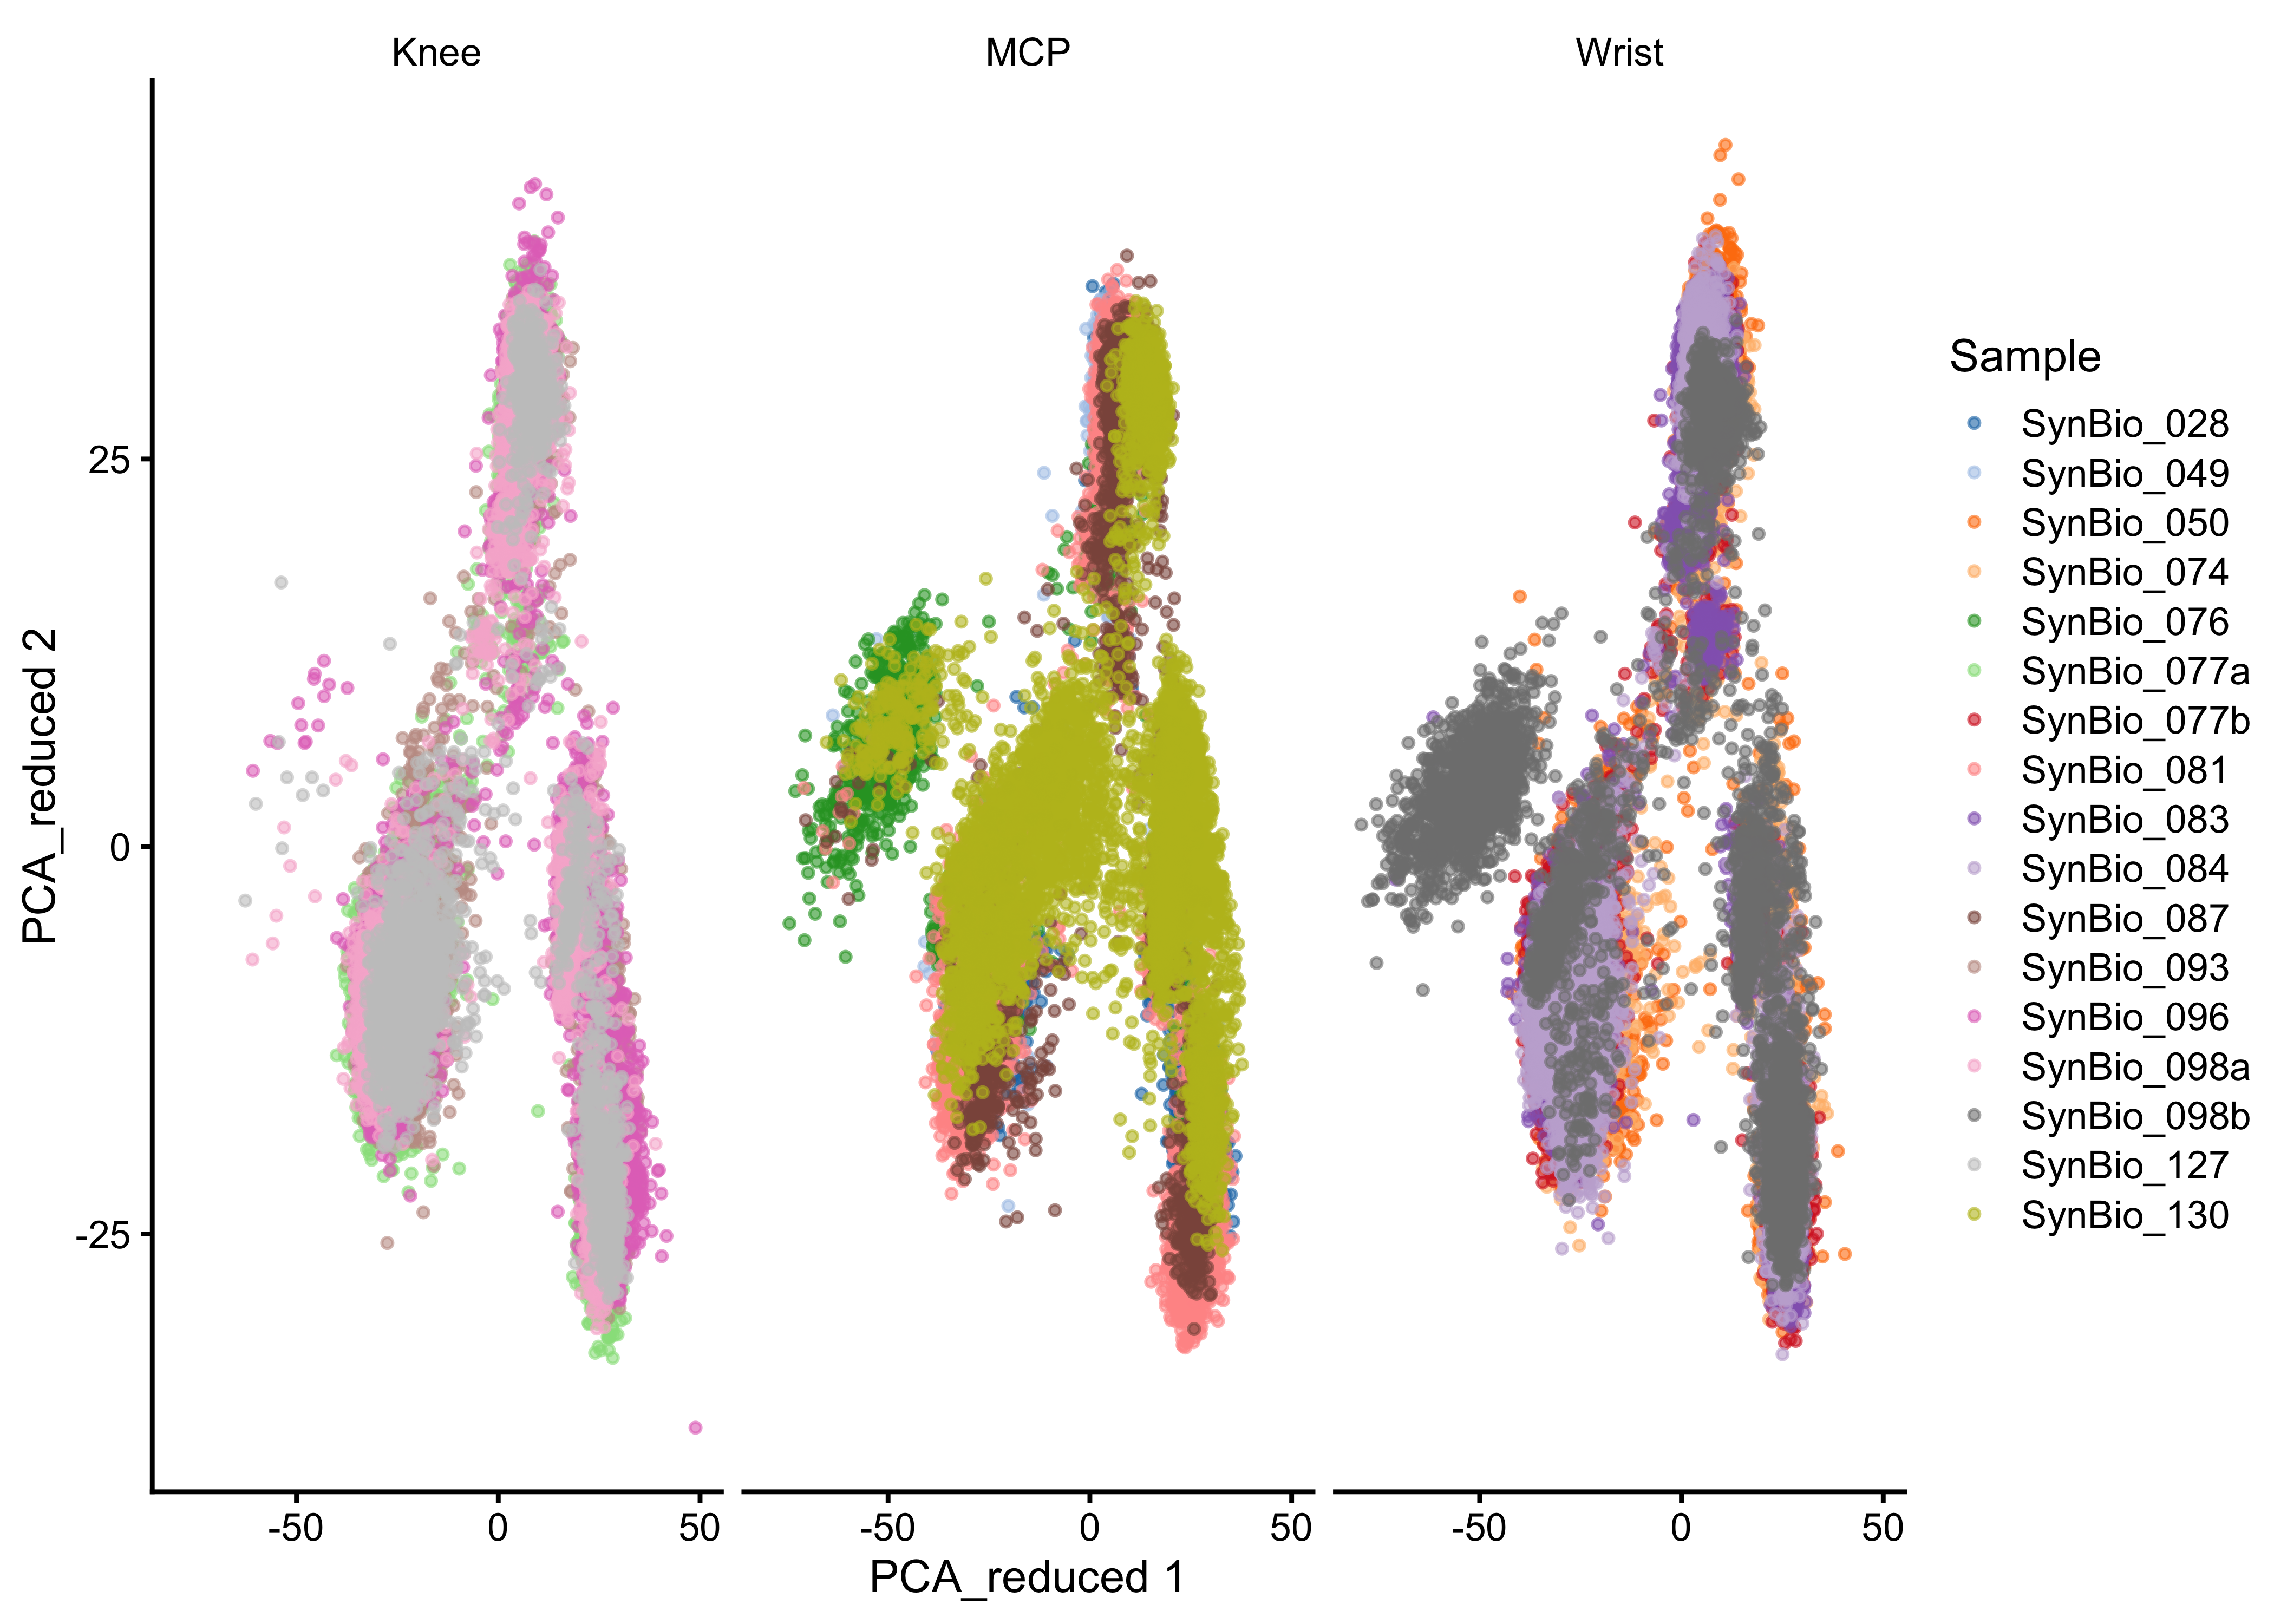 Knee MCP Wrist
PCA_reduced 2
25
0
-25
-50 0 50 -50 0 50 -50 0 50
PCA_reduced 1
Sample
SynBio_028
SynBio_049
SynBio_050
SynBio_074
SynBio_076
SynBio_077a
SynBio_077b
SynBio_081
SynBio_083
SynBio_084
SynBio_087
SynBio_093
SynBio_096
SynBio_098a
SynBio_098b
SynBio_127
SynBio_130